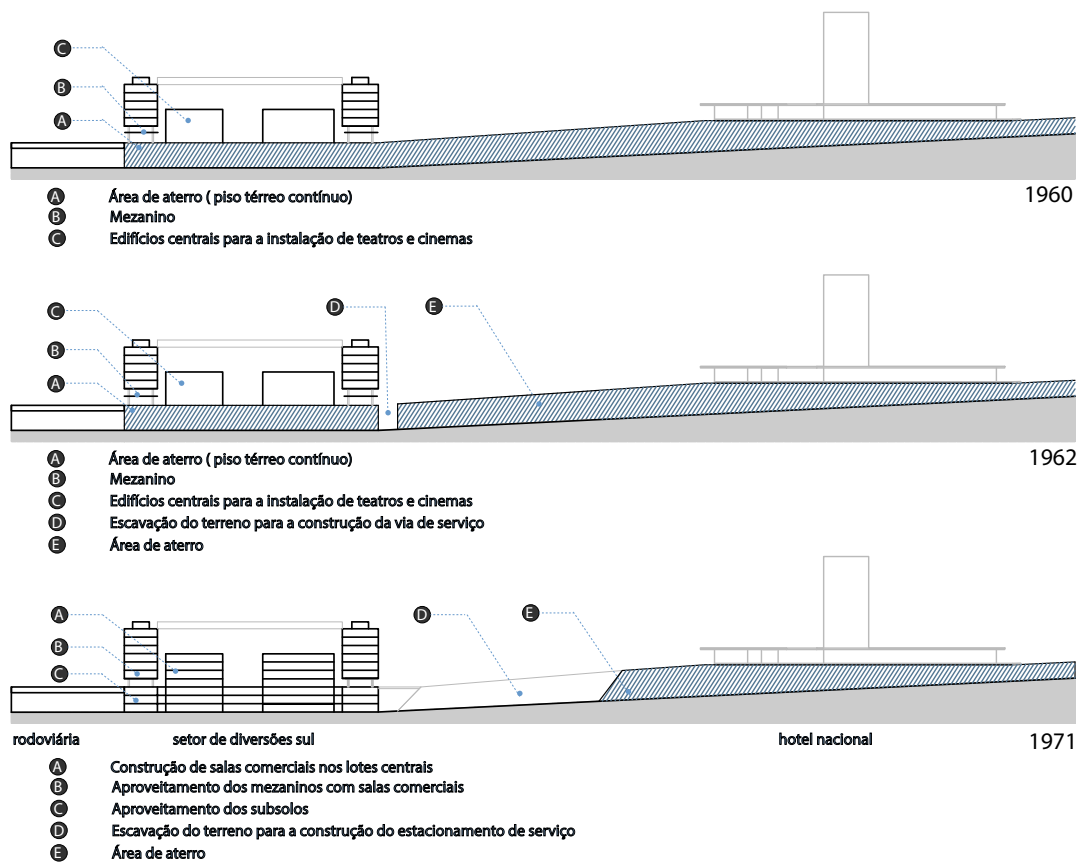 C
B
A
1960
A Área de aterro ( piso térreo contínuo)
B Mezanino
C Edifícios centrais para a instalação de teatros e cinemas
C D E
B
A
1962
A Área de aterro ( piso térreo contínuo)
B Mezanino
C Edifícios centrais para a instalação de teatros e cinemas
D Escavação do terreno para a construção da via de serviço
E Área de aterro
A D E
B
C
rodoviária setor de diversões sul hotel nacional 1971
A Construção de salas comerciais nos lotes centrais
B Aproveitamento dos mezaninos com salas comerciais
C Aproveitamento dos subsolos
D Escavação do terreno para a construção do estacionamento de serviço
E Área de aterro